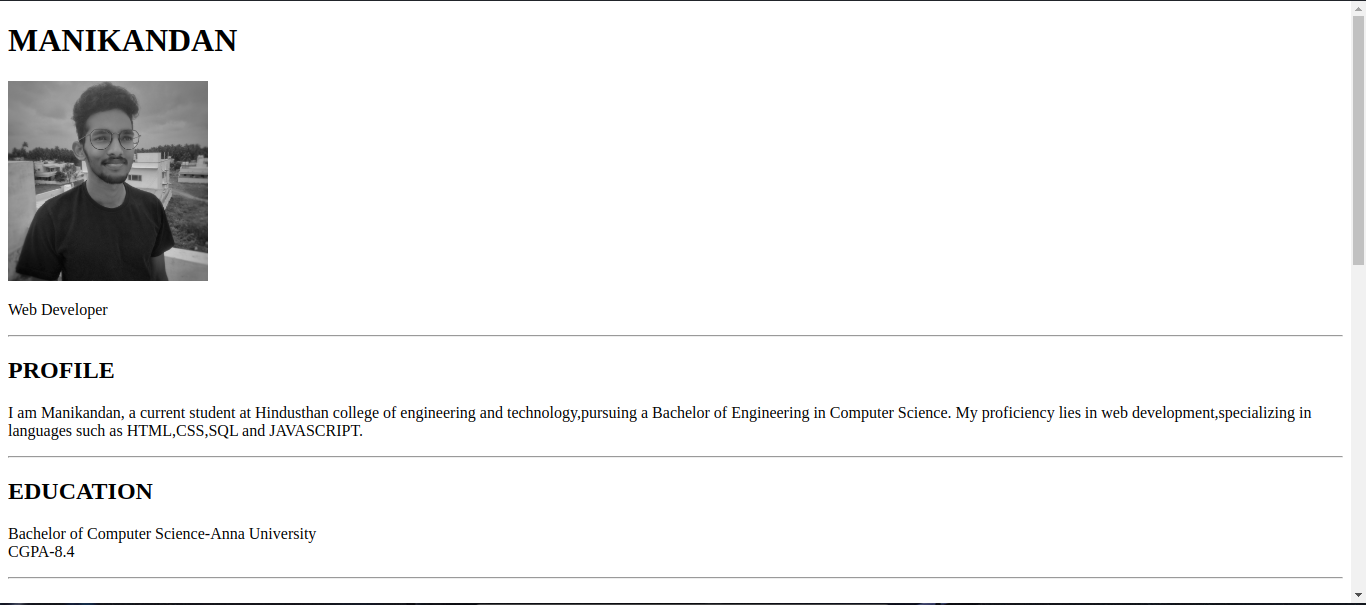 MANIKANDAN
Web Developer
PROFILE
I am Manikandan, a current student at Hindusthan college of engineering and technology,pursuing a Bachelor of Engineering in Computer Science. My proficiency lies in web development,specializing in
languages such as HTML,CSS,SQL and JAVASCRIPT.
EDUCATION
Bachelor of Computer Science-Anna University
CGPA-8.4